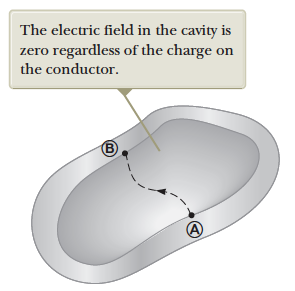 The electric field in the cavity is
zero regardless of the charge on
the conductor.
B
A